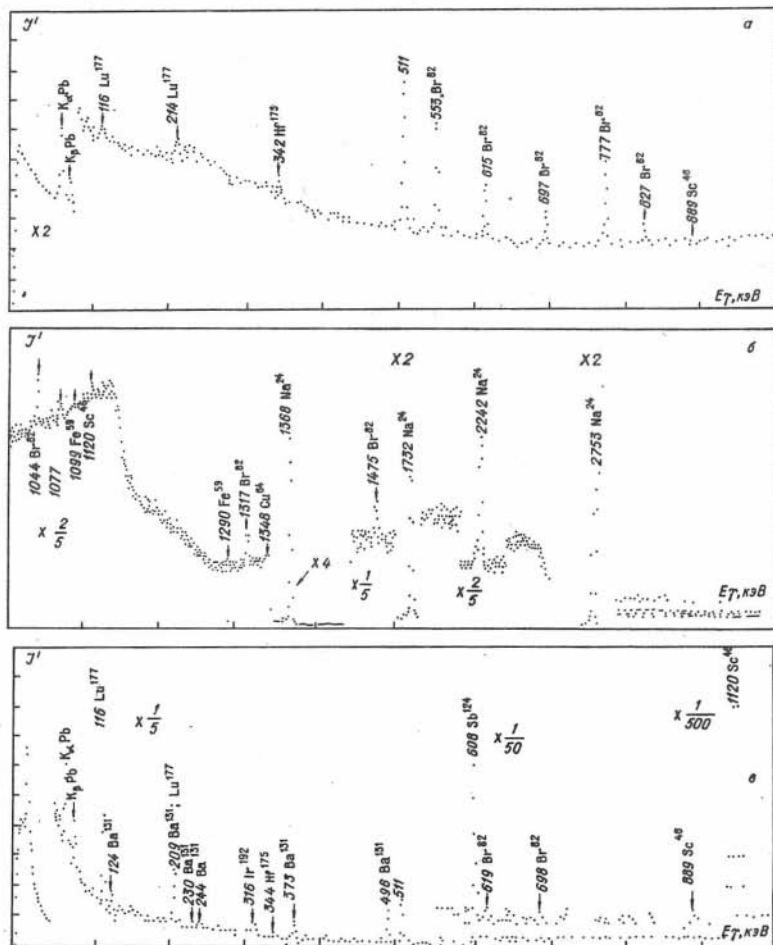 J' а
KαPb
KβPb
116 Lu¹⁷⁷
214 Lu¹⁷⁷
342 Hf¹⁷⁵
511
553, Br⁸²
615 Br⁸²
697 Br⁸²
777 Br⁸²
827 Br⁸²
889 Sc⁴⁶
X2
Eγ, кэВ
J' б
1044 Br⁸²
1077
1099 Fe⁵⁹
1120 Sc⁴⁶
X 2/5
1290 Fe⁵⁹
1317 Br⁸²
1348 Cu⁶⁴
1368 Na²⁴
X4
X 1/5
1475 Br⁸²
X2
1732 Na²⁴
X 2/5
2242 Na²⁴
X2
2753 Na²⁴
Eγ, кэВ
J' в
KαPb
KβPb
116 Lu¹⁷⁷
124 Ba¹³¹
X 1/5
209 Ba¹³¹; Lu¹⁷⁷
230 Ba¹³¹
244 Ba¹³¹
316 Ir¹⁹²
344 Hf¹⁷⁵
373 Ba¹³¹
496 Ba¹³¹
511
608 Sb¹²⁴
X 1/50
619 Br⁸²
698 Br⁸²
889 Sc⁴⁶
X 1/500
1120 Sc⁴⁶
Eγ, кэВ